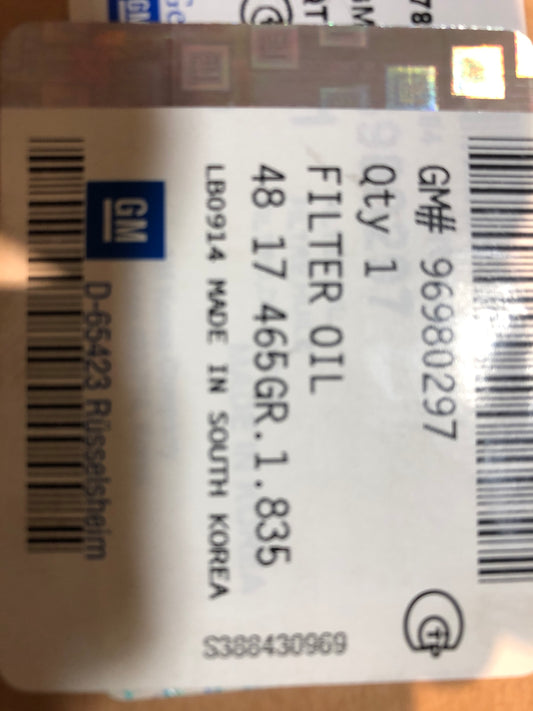 GM# 96980297
Qty 1
FILTER OIL
48 17 465GR.1.835
LB0914 MADE IN SOUTH KOREA
GM
D-65423 Rüsselsheim
S388430969